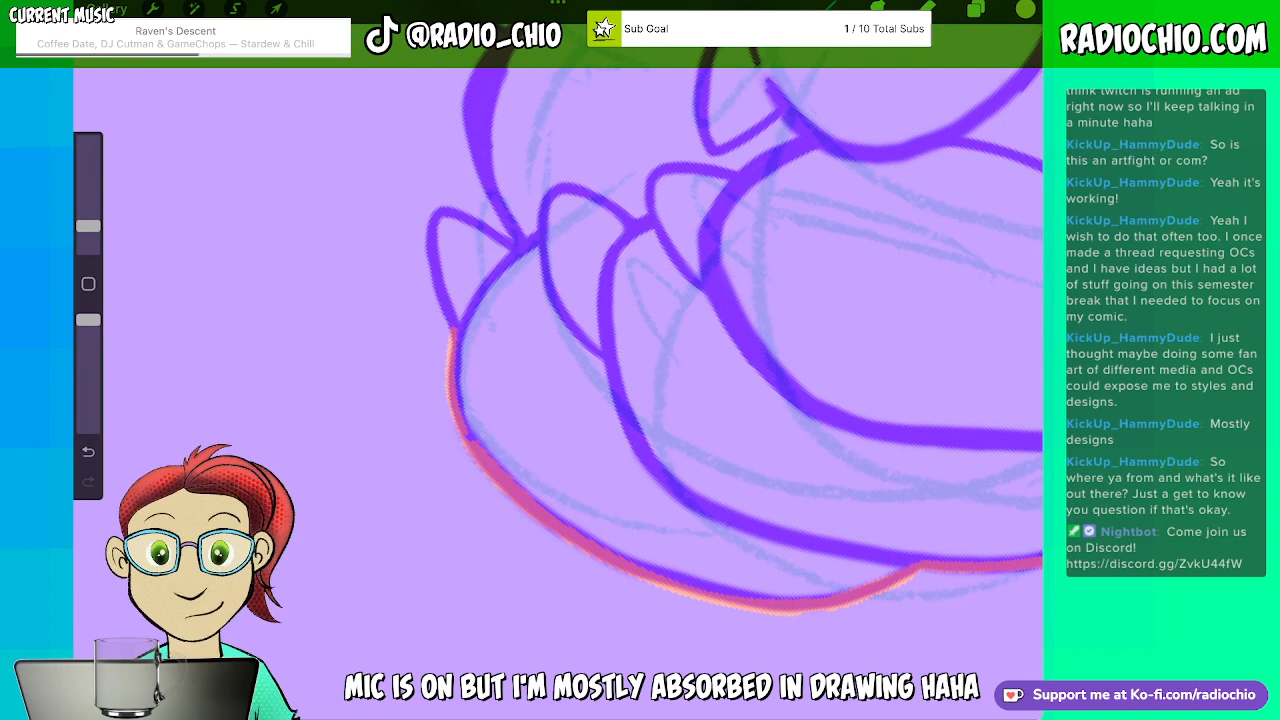 Gallery
CURRENT MUSIC
Raven's Descent
Coffee Date, DJ Cutman & GameChops — Stardew & Chill
@RADIO_CHIO
Sub Goal
1 / 10 Total Subs
RADIOCHIO.COM
think twitch is running an ad
right now so I'll keep talking in
a minute haha
KickUp_HammyDude: So is
this an artfight or com?
KickUp_HammyDude: Yeah it's
working!
KickUp_HammyDude: Yeah I
wish to do that often too. I once
made a thread requesting OCs
and I have ideas but I had a lot
of stuff going on this semester
break that I needed to focus on
my comic.
KickUp_HammyDude: I just
thought maybe doing some fan
art of different media and OCs
could expose me to styles and
designs.
KickUp_HammyDude: Mostly
designs
KickUp_HammyDude: So
where ya from and what's it like
out there? Just a get to know
you question if that's okay.
Nightbot: Come join us
on Discord!
https://discord.gg/ZvkU44fW
MIC IS ON BUT I'M MOSTLY ABSORBED IN DRAWING HAHA
Support me at Ko-fi.com/radiochio